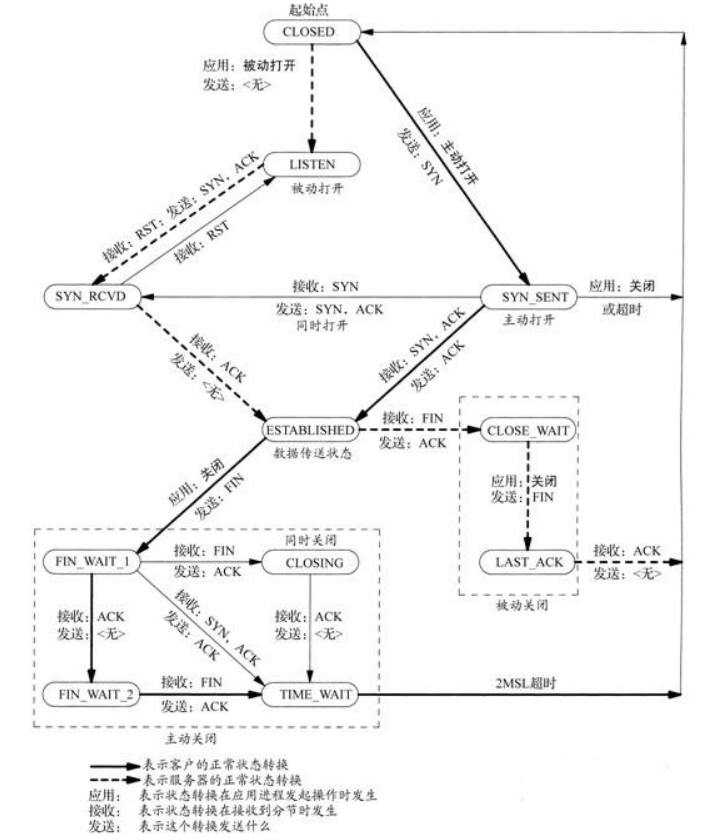 起始点
CLOSED
应用：被动打开
发送：<无>
应用：主动打开
发送：SYN
LISTEN
被动打开
接收：RST；发送：SYN，ACK
接收：RST
SYN_RCVD
接收：SYN
发送：SYN，ACK
同时打开
SYN_SENT
主动打开
应用：关闭
或超时
接收：ACK
发送：<无>
接收：SYN，ACK
发送：ACK
ESTABLISHED
数据传送状态
接收：FIN
发送：ACK
CLOSE_WAIT
应用：关闭
发送：FIN
应用：关闭
发送：FIN
LAST_ACK
接收：ACK
发送：<无>
被动关闭
同时关闭
FIN_WAIT_1
接收：FIN
发送：ACK
CLOSING
接收：ACK
发送：<无>
接收：SYN，ACK
发送：ACK
接收：ACK
发送：<无>
FIN_WAIT_2
接收：FIN
发送：ACK
TIME_WAIT
2MSL超时
主动关闭
表示客户的正常状态转换
表示服务器的正常状态转换
应用： 表示状态转换在应用进程发起操作时发生
接收： 表示状态转换在接收到分节时发生
发送： 表示这个转换发送什么